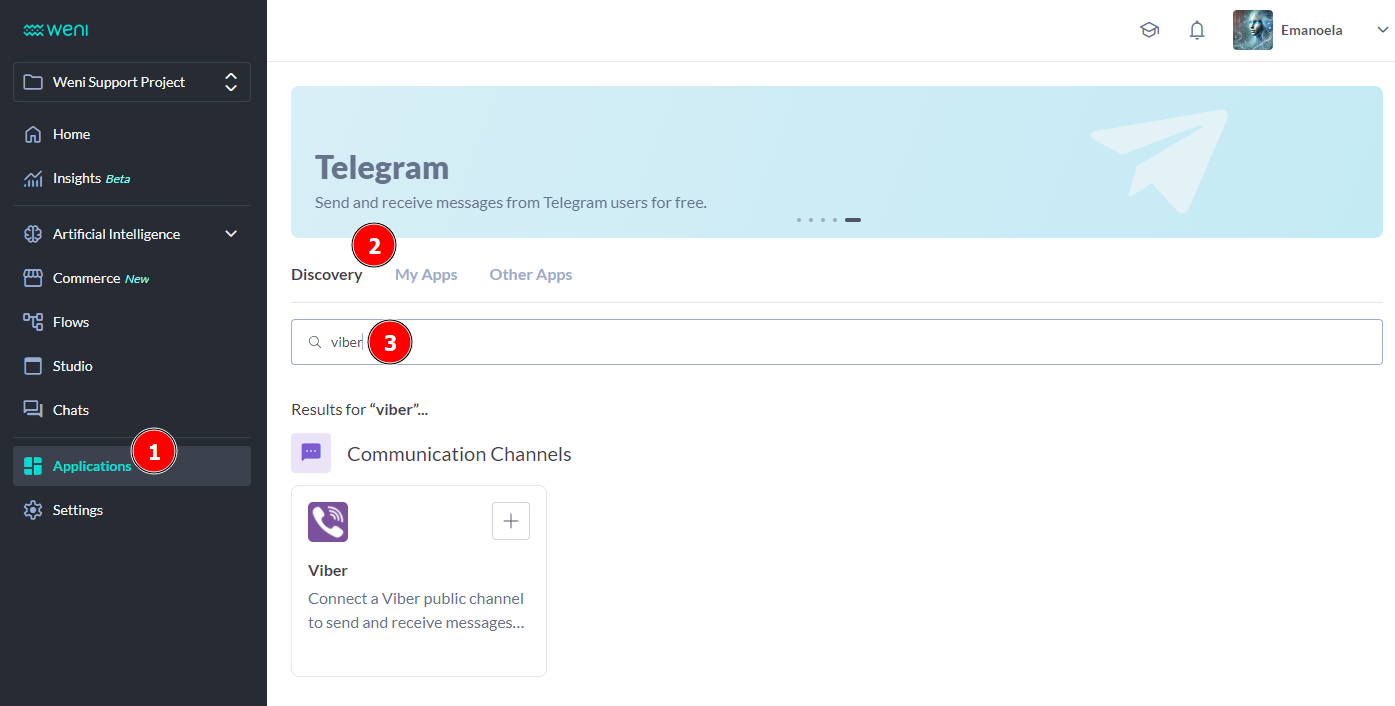 weni
Emanoela
Weni Support Project
Home
Insights Beta
Artificial Intelligence
Commerce New
Flows
Studio
Chats
Applications
1
Settings
Telegram
Send and receive messages from Telegram users for free.
2
Discovery My Apps Other Apps
viber
3
Results for “viber”...
Communication Channels
Viber
Connect a Viber public channel
to send and receive messages...